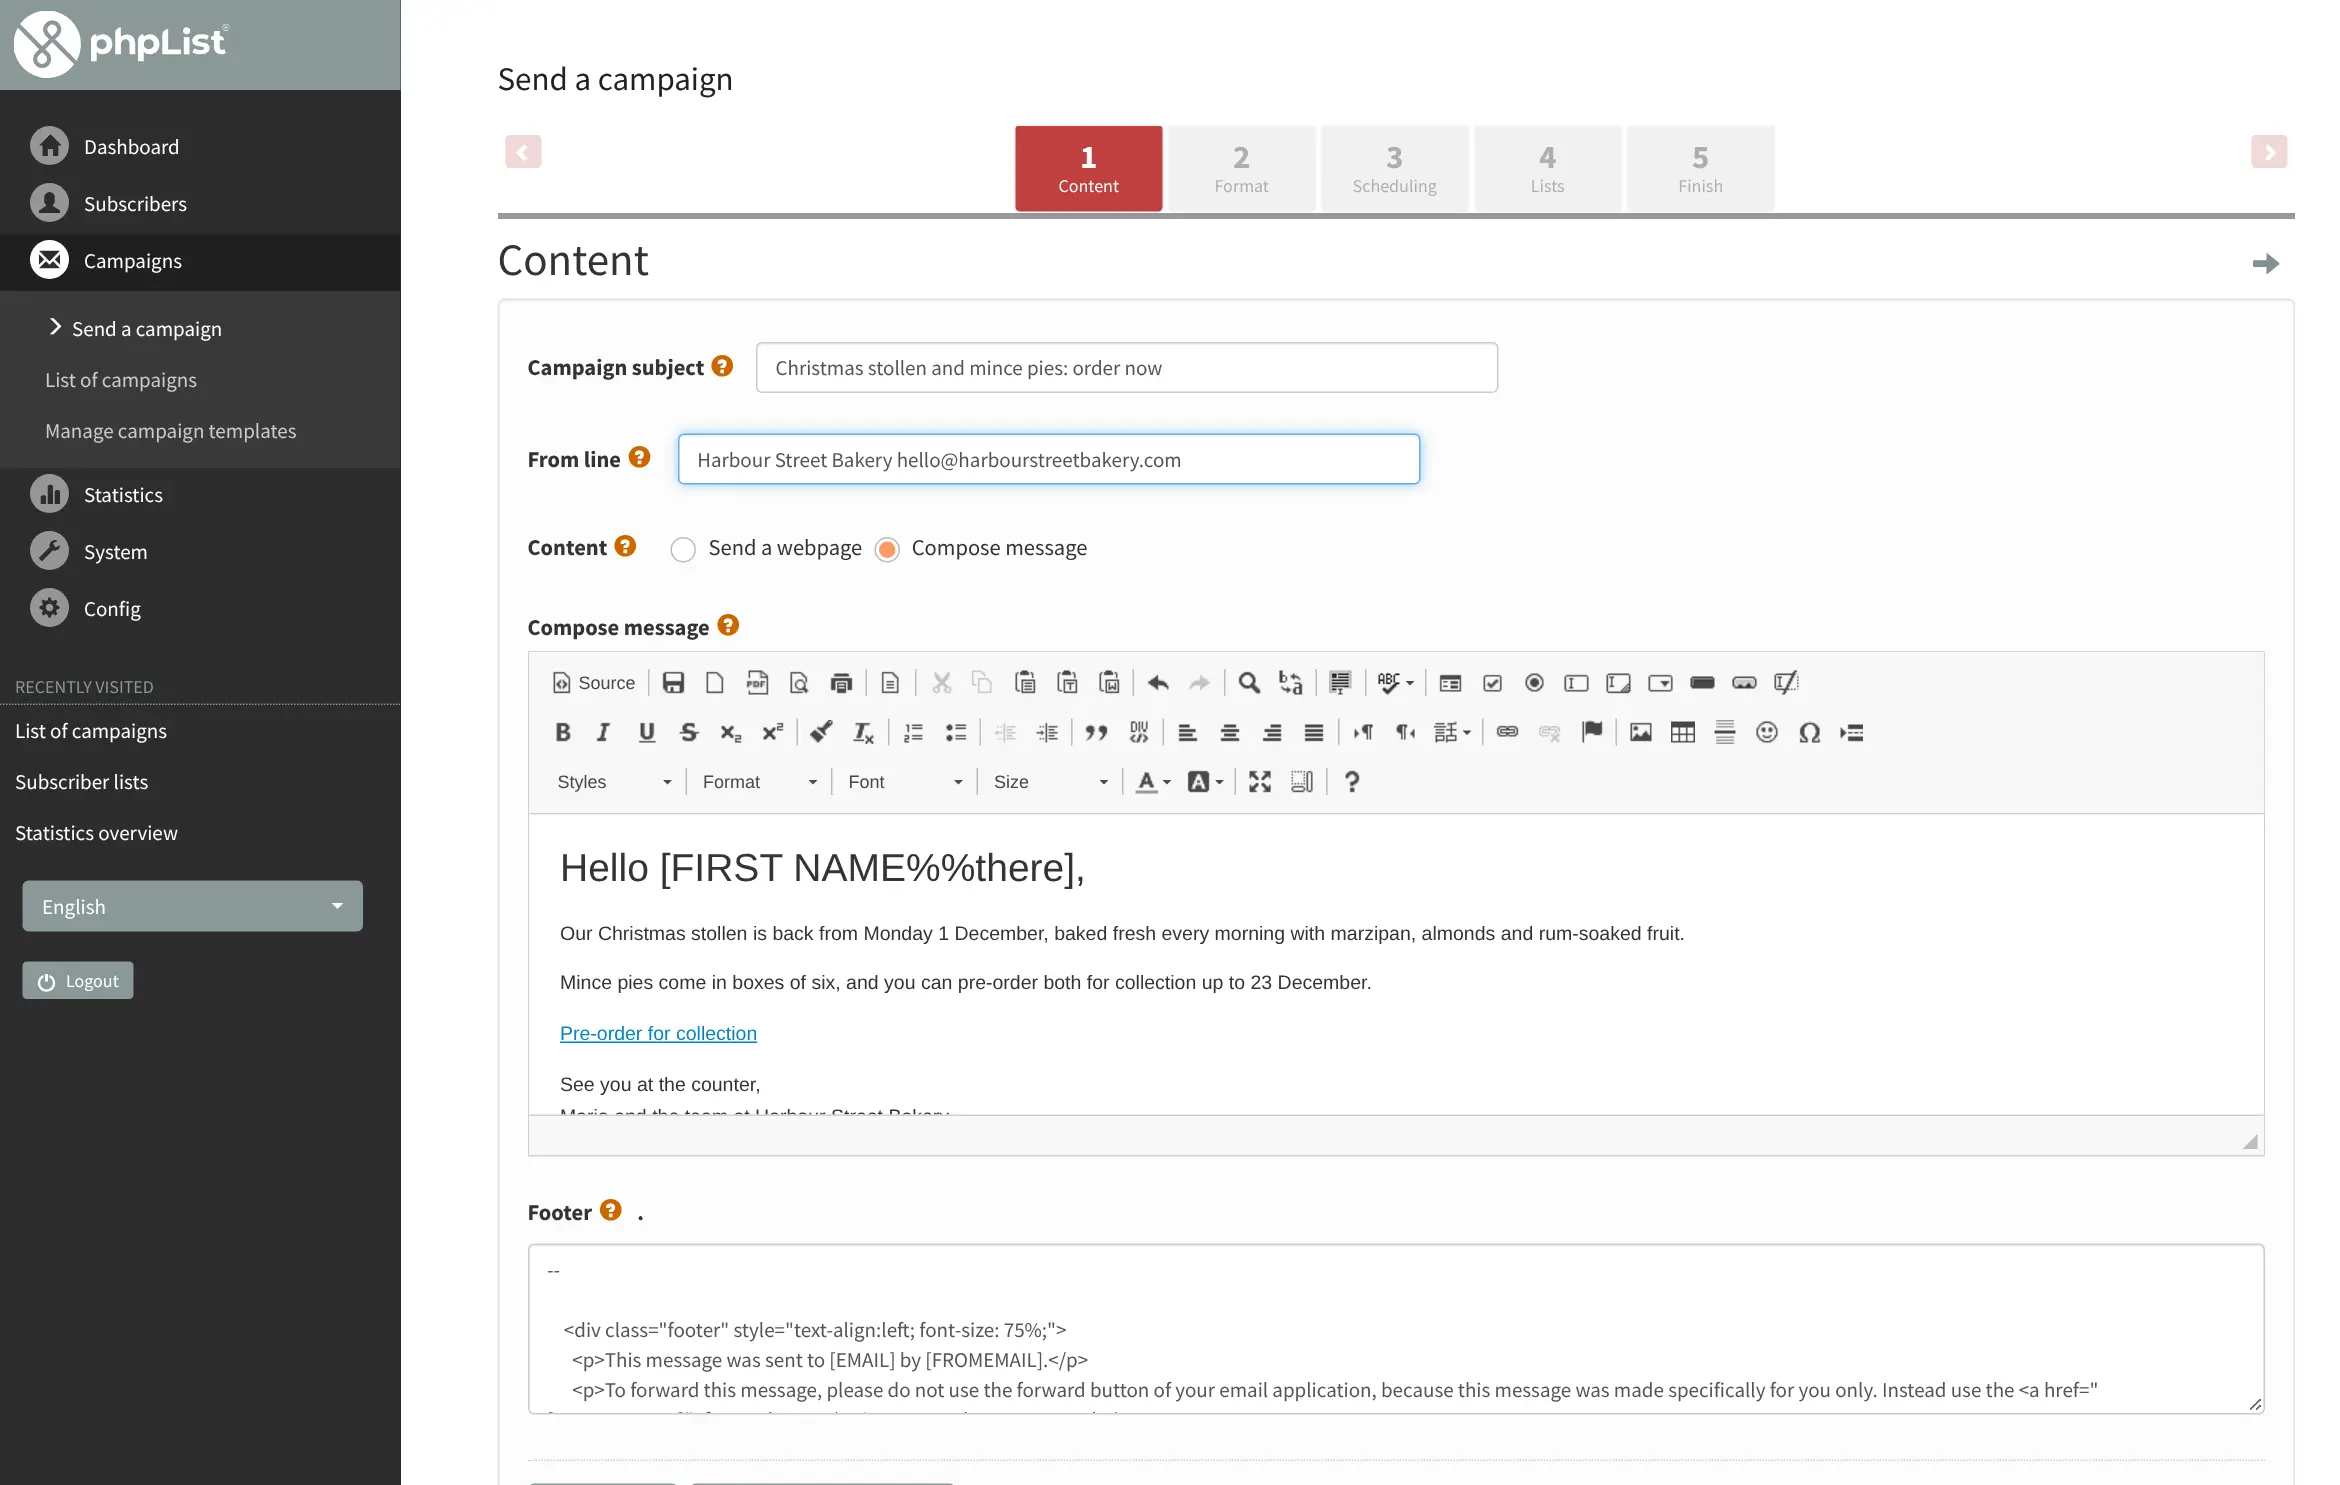 phpList
Dashboard
Subscribers
Campaigns
Send a campaign
List of campaigns
Manage campaign templates
Statistics
System
Config
RECENTLY VISITED
List of campaigns
Subscriber lists
Statistics overview
English
Logout
Send a campaign
1
Content
2
Format
3
Scheduling
4
Lists
5
Finish
Content
Campaign subject ? Christmas stollen and mince pies: order now
From line ? Harbour Street Bakery hello@harbourstreetbakery.com
Content ? Send a webpage Compose message
Compose message ?
Source
Styles Format Font Size
Hello [FIRST NAME%%there],
Our Christmas stollen is back from Monday 1 December, baked fresh every morning with marzipan, almonds and rum-soaked fruit.
Mince pies come in boxes of six, and you can pre-order both for collection up to 23 December.
Pre-order for collection
See you at the counter,
and the team at Harbour Street Bakery
Footer ? .
--
<div class="footer" style="text-align:left; font-size: 75%;">
<p>This message was sent to [EMAIL] by [FROMEMAIL].</p>
<p>To forward this message, please do not use the forward button of your email application, because this message was made specifically for you only. Instead use the <a href="